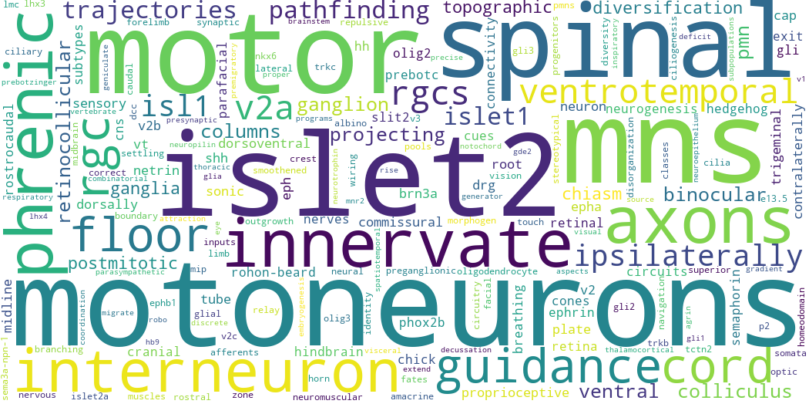 lmc lhx3 trajectories pathfinding topographic diversification cap
forelimb synaptic brainstem repulsive pmns
motor spinal exit
phrenic ciliary subtypes geniculate caudal premigratory nkx6 hh olig2 gli3 precise connectivity progenitors diversity inspiratory ciliogenesis subpopulations deficit pmn gli v1
retinocollicular parafacial lateral proper trkc prebotc
prebotzinger sensory isl1 v2a ganglion rgcs ventrotemporal
vertebrate cns dcc v2b presynaptic programs albino slit2 v3 islet1 neuron neurogenesis hedgehog
rostrocaudal rgc midbrain columns projecting cues mns
vt neuropilin dorsoventral pools notochord stereotypical disorganization classes neuroepithelium cilia trigeminal contralaterally
settling islet2 gde2
correct netrin shh thoracic crest neurotrophin wiring rise root
combinatorial ganglia glia smoothened drg vision chiasm binocular
respiratory sonic eph brn3a epha e13.5
lhx4 dorsally mnr2 generator touch retinal source
boundary attraction outgrowth nerves commissural morphogen visual axons
floor eye inputs innervate
postmitotic limb spatiotemporal ipsilaterally
parasympathetic mip rohon-beard neural preganglionic oligodendrocyte aspects circuits superior gradient
midline motoneurons homeodomain
coordination migrate robo tube glial discrete olig3 embryogenesis relay identity ephb1 phox2b circuitry facial breathing cones v2 ephrin gli2 navigation agrin semaphorin p2
hb9 v2c plate gli1
sema3a-npn-1 branching cranial afferents hindbrain chick decussation retina thalamocortical trkb tctn2 somata
interneuron visceral extend guidance cord optic
horn fates
nervous islet2a muscles rostral zone neuromuscular amacrine proprioceptive ventral colliculus